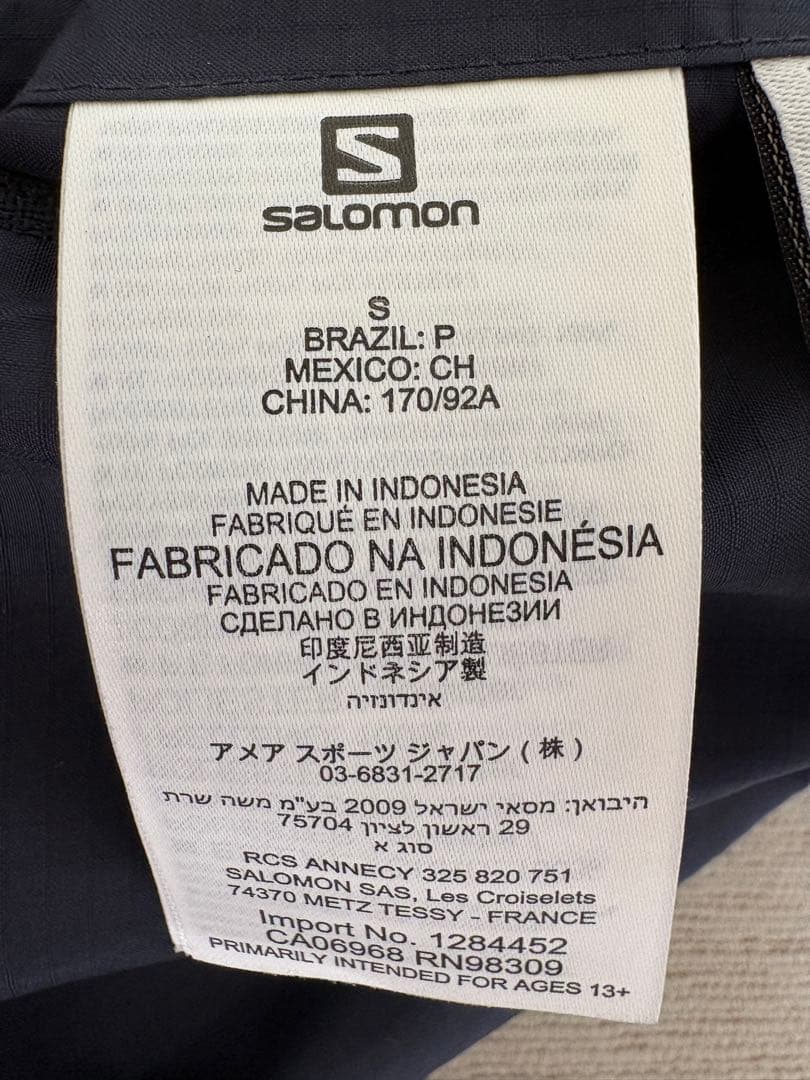 S
SALOMON
S
BRAZIL: P
MEXICO: CH
CHINA: 170/92A
MADE IN INDONESIA
FABRIQUÉ EN INDONESIE
FABRICADO NA INDONÉSIA
FABRICADO EN INDONESIA
СДЕЛАНО В ИНДОНЕЗИИ
印度尼西亚制造
インドネシア製
אינדונזיה
アメア スポーツ ジャパン ( 株 )
03-6831-2717
היבואן: מסאי ישראל 2009 בע"מ משה שרת
29 ראשון לציון 75704
סוג א
RCS ANNECY 325 820 751
SALOMON SAS, Les Croiselets
74370 METZ TESSY - FRANCE
Import No. 1284452
CA06968 RN98309
PRIMARILY INTENDED FOR AGES 13+